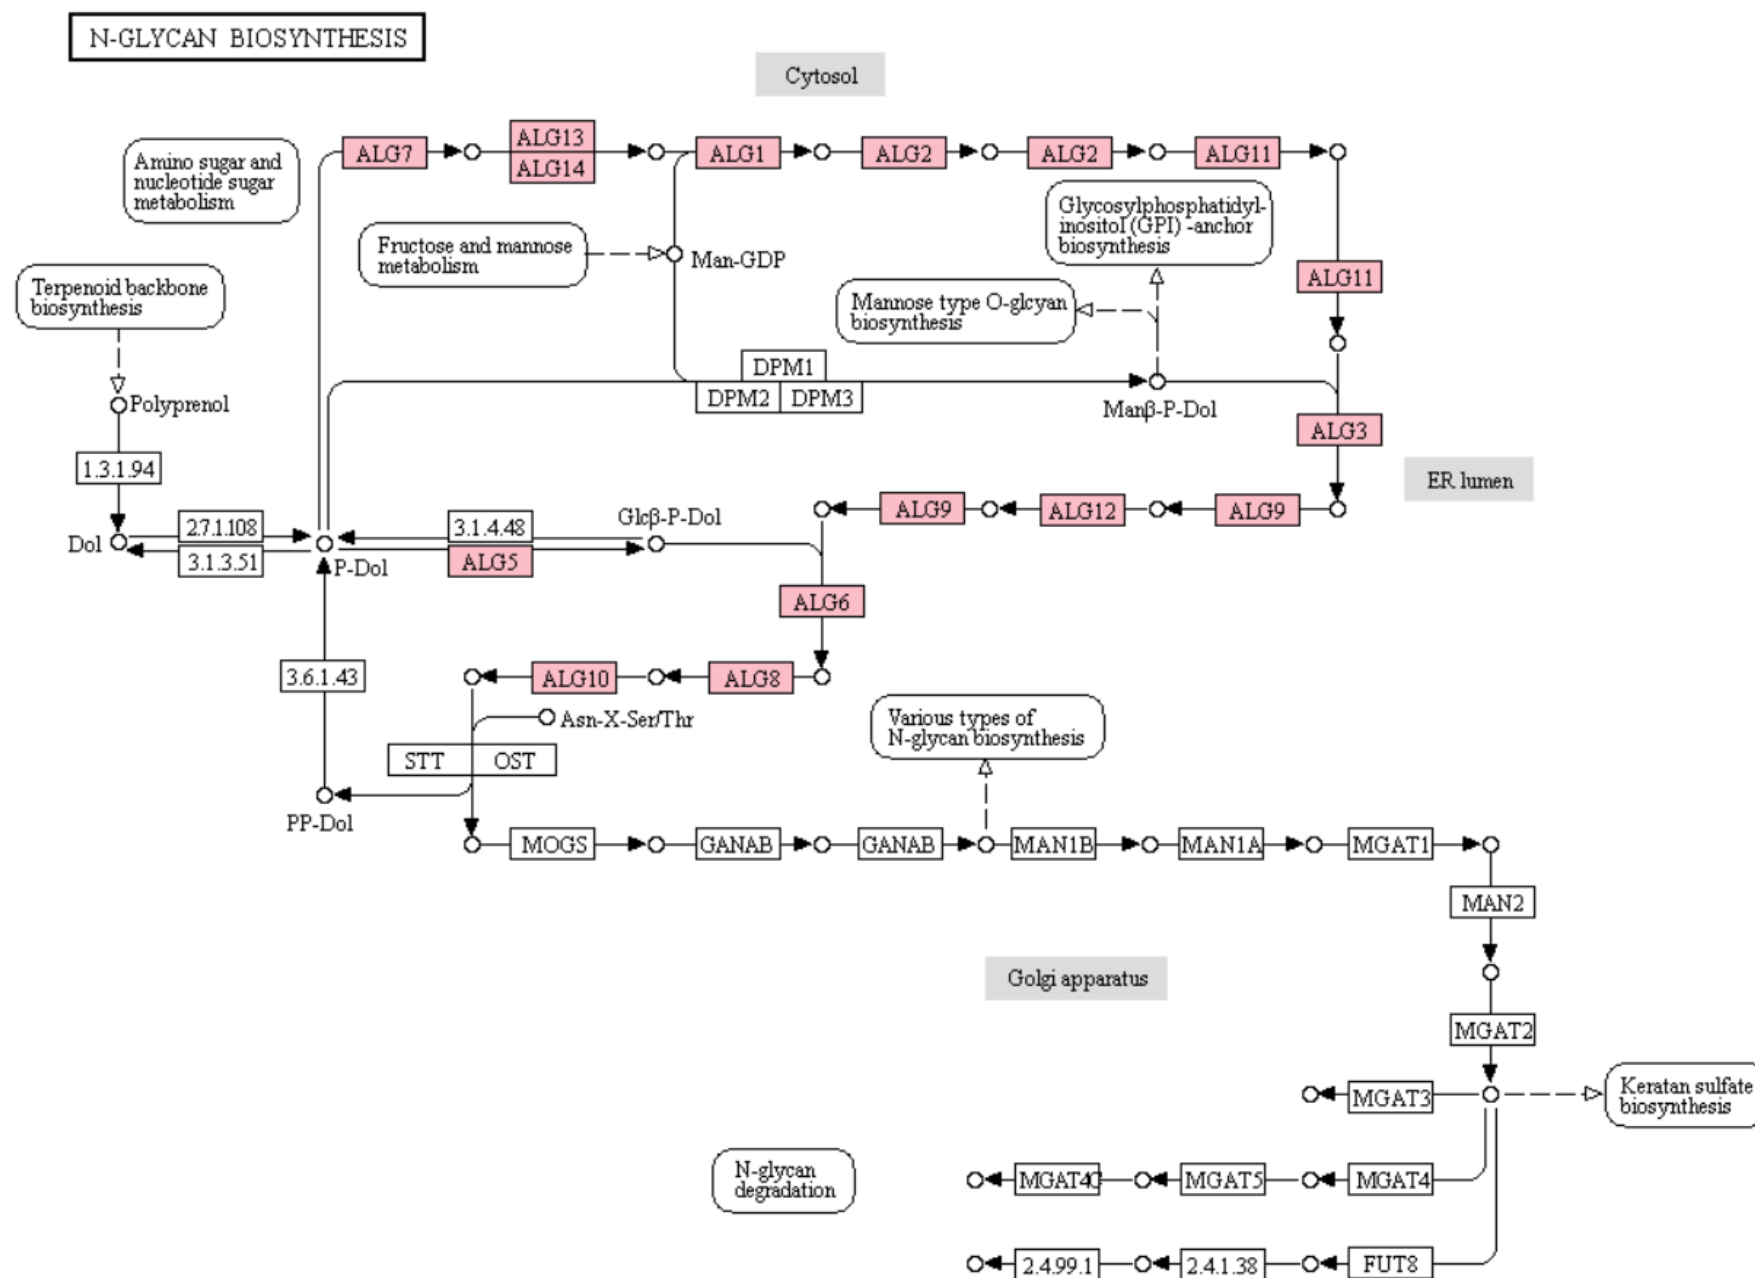 N-GLYCAN BIOSYNTHESIS
Cytosol
Amino sugar and
nucleotide sugar
metabolism
ALG7
ALG13
ALG14
ALG1
ALG2
ALG2
ALG11
Fructose and mannose
metabolism
Man-GDP
Glycosylphosphatidyl-
inositol (GPI) -anchor
biosynthesis
ALG11
Terpenoid backbone
biosynthesis
Mannose type O-glcyan
biosynthesis
DPM1
DPM2
DPM3
Manβ-P-Dol
Polyprenol
ALG3
1.3.1.94
ER lumen
ALG9
ALG12
ALG9
Dol
2.7.1.108
3.1.3.51
P-Dol
3.1.4.48
ALG5
Glcβ-P-Dol
ALG6
3.6.1.43
ALG10
ALG8
Asn-X-Ser/Thr
Various types of
N-glycan biosynthesis
STT
OST
PP-Dol
MOGS
GANAB
GANAB
MAN1B
MAN1A
MGAT1
MAN2
Golgi apparatus
MGAT2
MGAT3
Keratan sulfate
biosynthesis
N-glycan
degradation
MGAT4C
MGAT5
MGAT4
2.4.99.1
2.4.1.38
FUT8